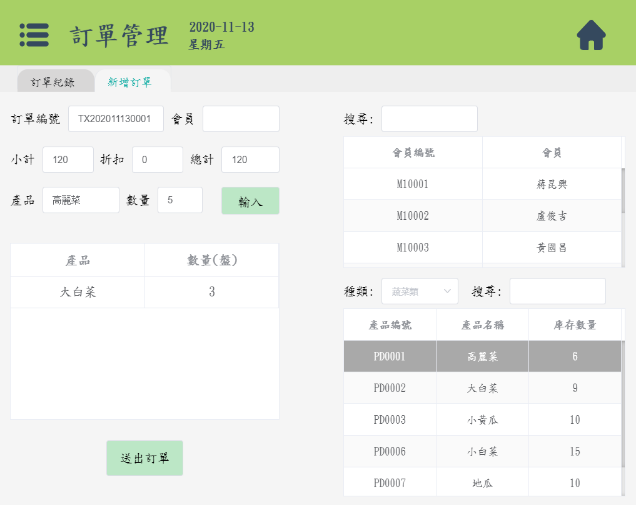 訂單管理
2020-11-13
星期五
訂單紀錄 新增訂單
訂單編號 TX202011130001 會員
小計 120 折扣 0 總計 120
產品 高麗菜 數量 5 輸入
產品 數量(盤)
大白菜 3
送出訂單
搜尋:
會員編號 會員
M10001 蔣昆興
M10002 盧俊吉
M10003 黃國昌
種類: 蔬菜類 搜尋:
產品編號 產品名稱 庫存數量
PD0001 高麗菜 6
PD0002 大白菜 9
PD0003 小黃瓜 10
PD0006 小白菜 15
PD0007 地瓜 10